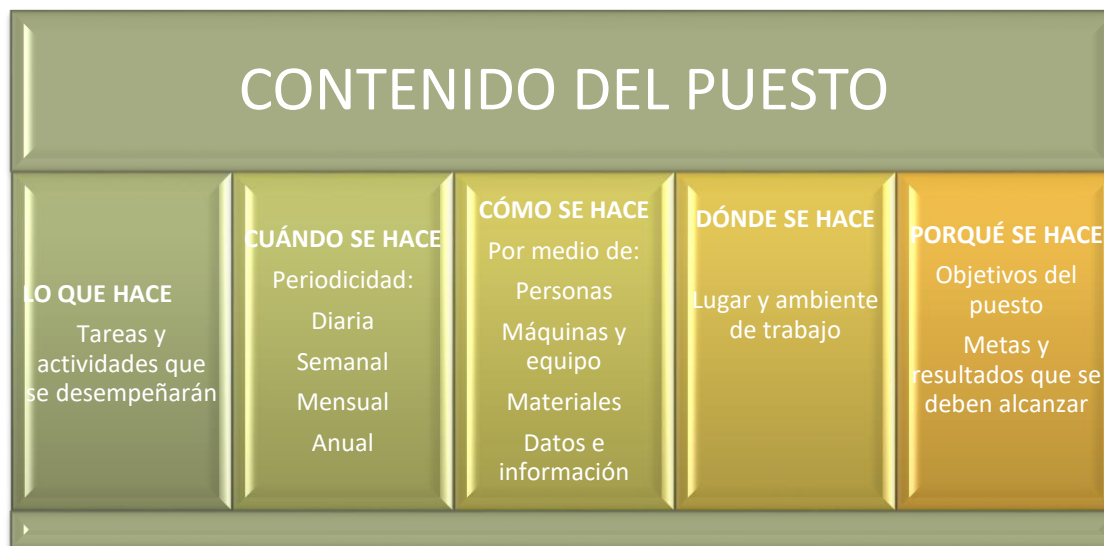 CONTENIDO DEL PUESTO
LO QUE HACE
Tareas y
actividades que
se desempeñarán
CUÁNDO SE HACE
Periodicidad:
Diaria
Semanal
Mensual
Anual
CÓMO SE HACE
Por medio de:
Personas
Máquinas y
equipo
Materiales
Datos e
información
DÓNDE SE HACE
Lugar y ambiente
de trabajo
PORQUÉ SE HACE
Objetivos del
puesto
Metas y
resultados que se
deben alcanzar